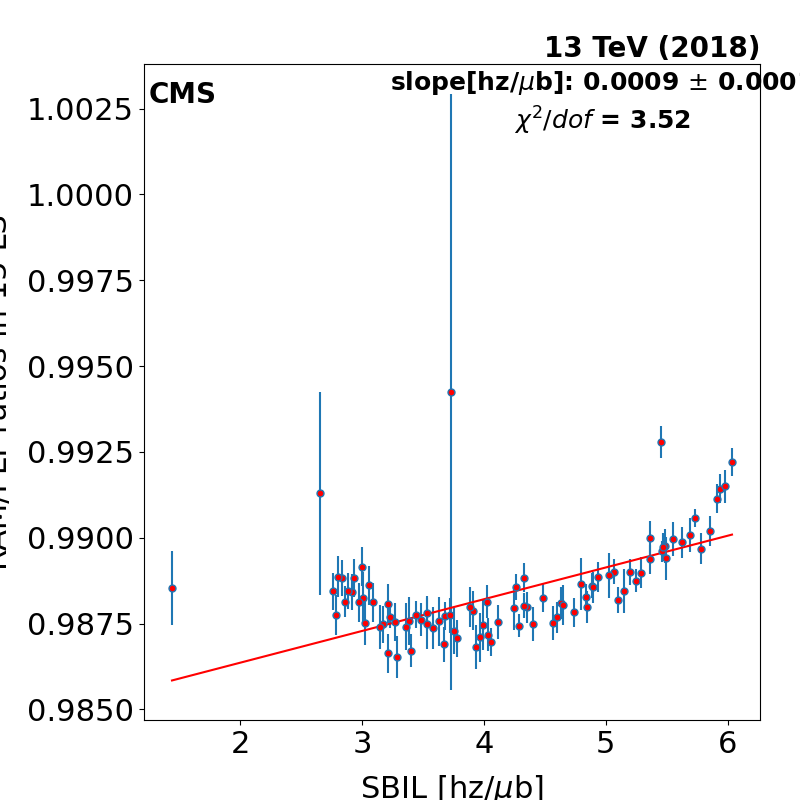 13 TeV (2018)
CMS
slope[hz/μb]: 0.0009 ± 0.000
χ²/dof = 3.52
1.0025
1.0000
0.9975
0.9950
0.9925
0.9900
0.9875
0.9850
2 3 4 5 6
SBIL [hz/μb]